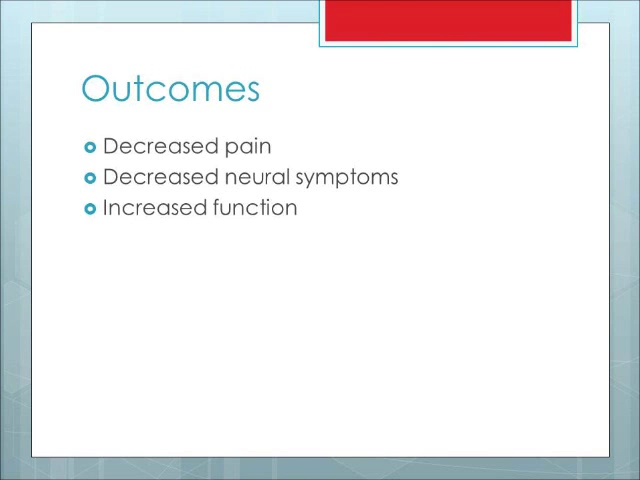 Outcomes
Decreased pain
Decreased neural symptoms
Increased function